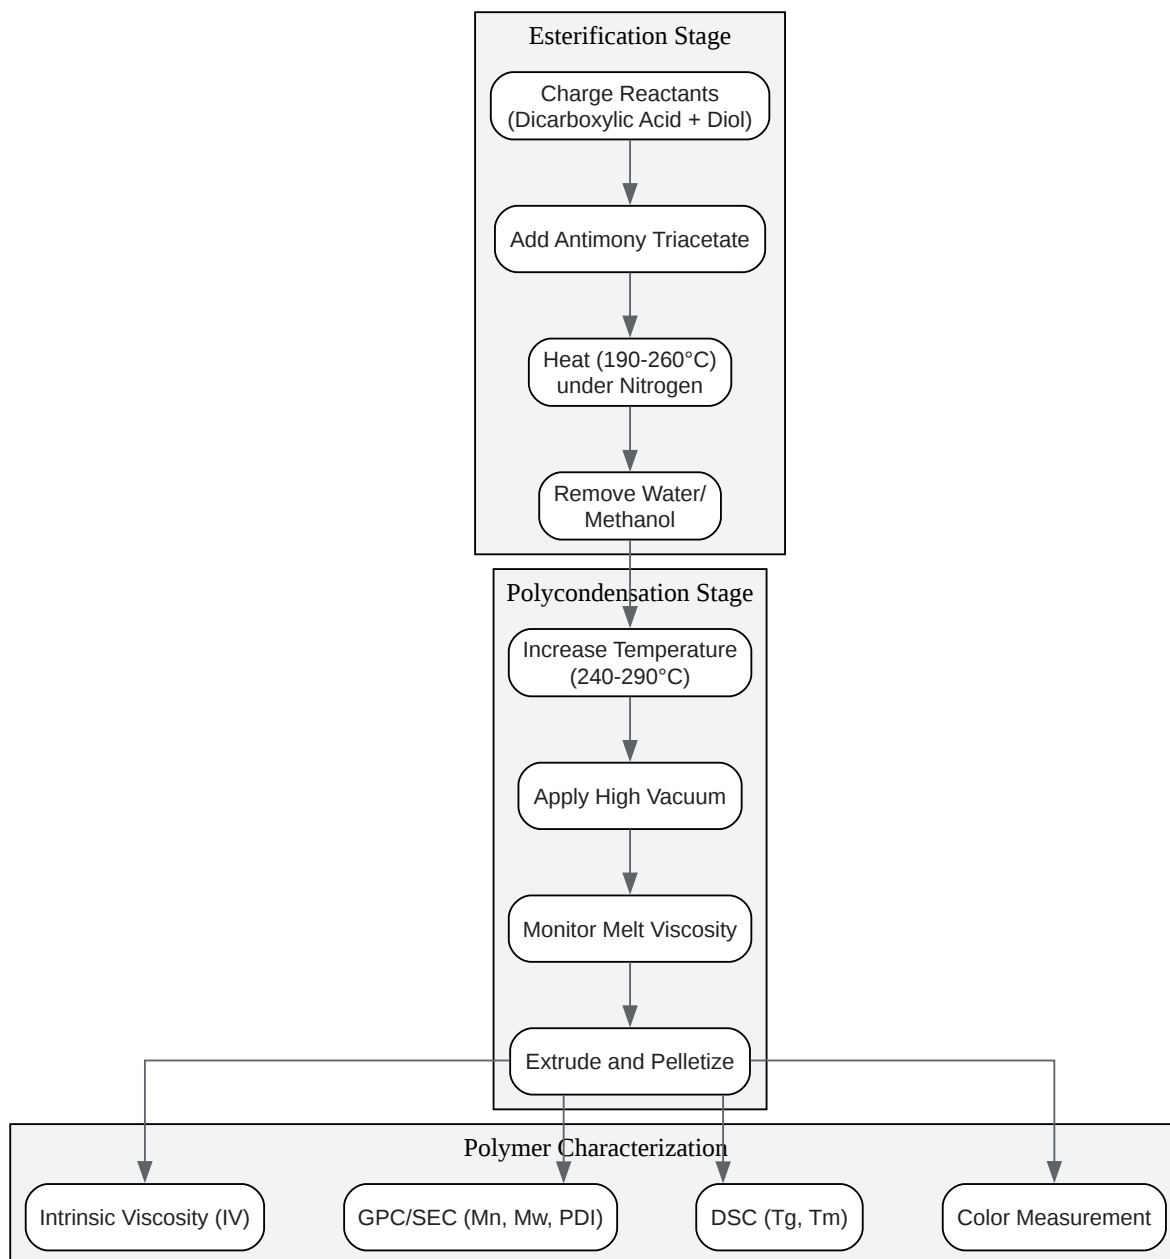 Esterification Stage
Charge Reactants
(Dicarboxylic Acid + Diol)
Add Antimony Triacetate
Heat (190-260°C)
under Nitrogen
Remove Water/
Methanol
Polycondensation Stage
Increase Temperature
(240-290°C)
Apply High Vacuum
Monitor Melt Viscosity
Extrude and Pelletize
Polymer Characterization
Intrinsic Viscosity (IV)
GPC/SEC (Mn, Mw, PDI)
DSC (Tg, Tm)
Color Measurement